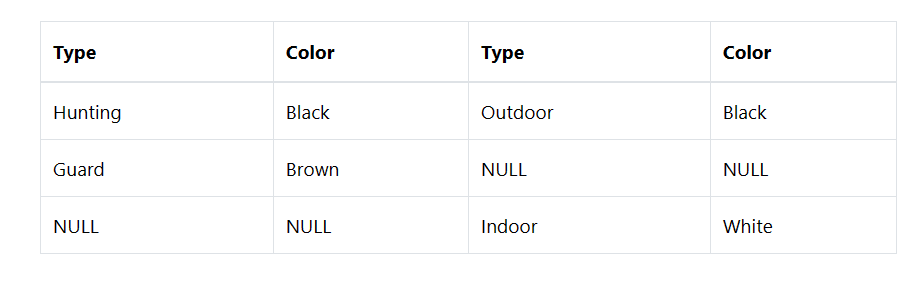 Type Color Type Color
Hunting Black Outdoor Black
Guard Brown NULL NULL
NULL NULL Indoor White